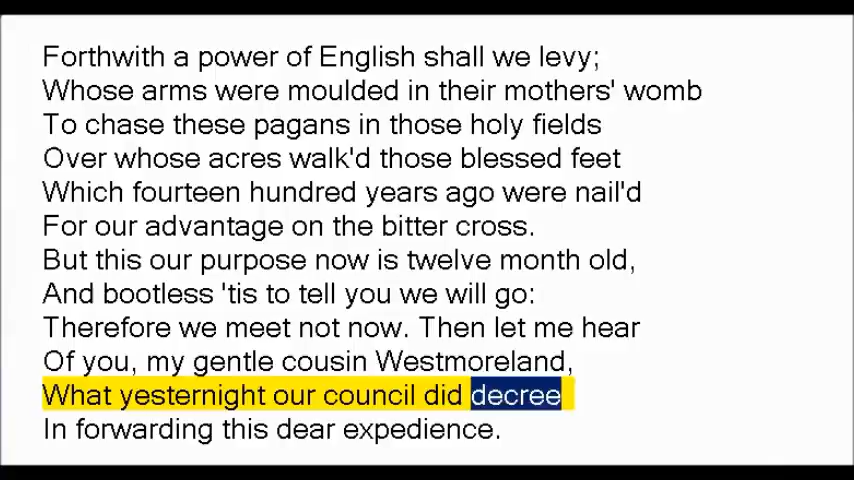 Forthwith a power of English shall we levy;
Whose arms were moulded in their mothers' womb
To chase these pagans in those holy fields
Over whose acres walk'd those blessed feet
Which fourteen hundred years ago were nail'd
For our advantage on the bitter cross.
But this our purpose now is twelve month old,
And bootless 'tis to tell you we will go:
Therefore we meet not now. Then let me hear
Of you, my gentle cousin Westmoreland,
What yesternight our council did decree
In forwarding this dear expedience.